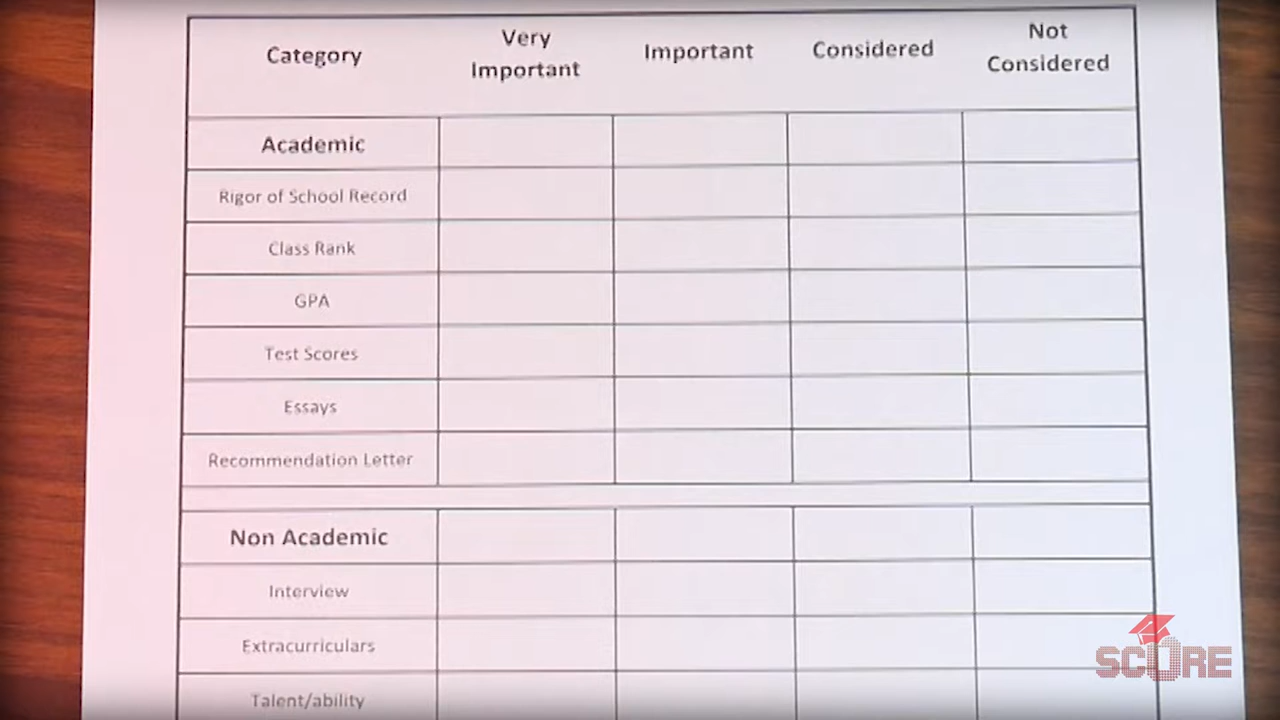 Category
Very
Important
Important
Considered
Not
Considered
Academic
Rigor of School Record
Class Rank
GPA
Test Scores
Essays
Recommendation Letter
Non Academic
Interview
Extracurriculars
Talent/ability
SCORE